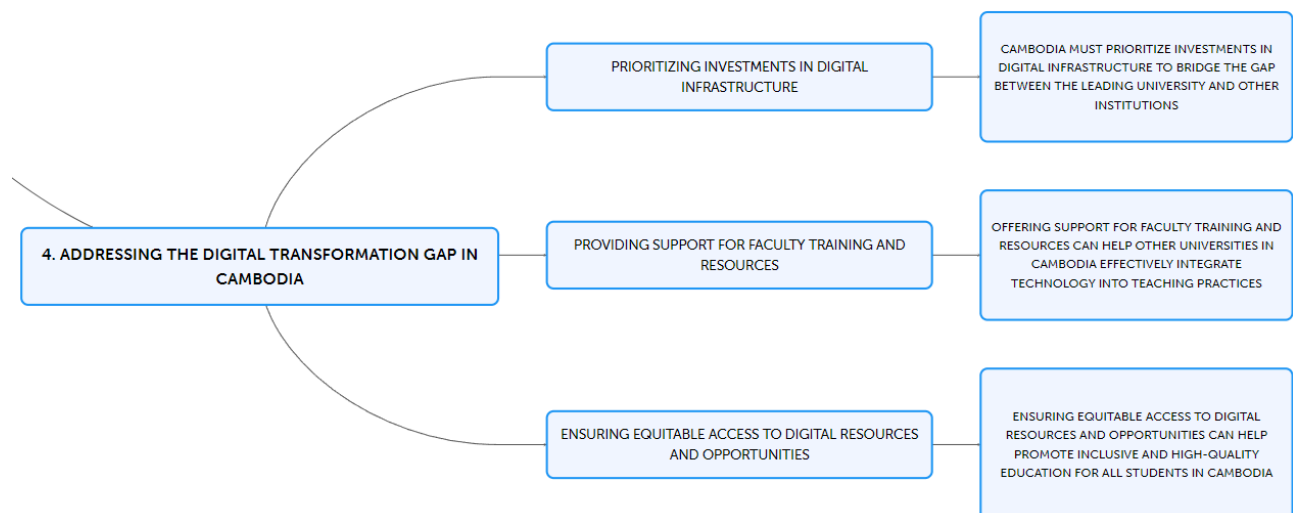 4. ADDRESSING THE DIGITAL TRANSFORMATION GAP IN
CAMBODIA
PRIORITIZING INVESTMENTS IN DIGITAL
INFRASTRUCTURE
CAMBODIA MUST PRIORITIZE INVESTMENTS IN
DIGITAL INFRASTRUCTURE TO BRIDGE THE GAP
BETWEEN THE LEADING UNIVERSITY AND OTHER
INSTITUTIONS
PROVIDING SUPPORT FOR FACULTY TRAINING AND
RESOURCES
OFFERING SUPPORT FOR FACULTY TRAINING AND
RESOURCES CAN HELP OTHER UNIVERSITIES IN
CAMBODIA EFFECTIVELY INTEGRATE
TECHNOLOGY INTO TEACHING PRACTICES
ENSURING EQUITABLE ACCESS TO DIGITAL RESOURCES
AND OPPORTUNITIES
ENSURING EQUITABLE ACCESS TO DIGITAL
RESOURCES AND OPPORTUNITIES CAN HELP
PROMOTE INCLUSIVE AND HIGH-QUALITY
EDUCATION FOR ALL STUDENTS IN CAMBODIA